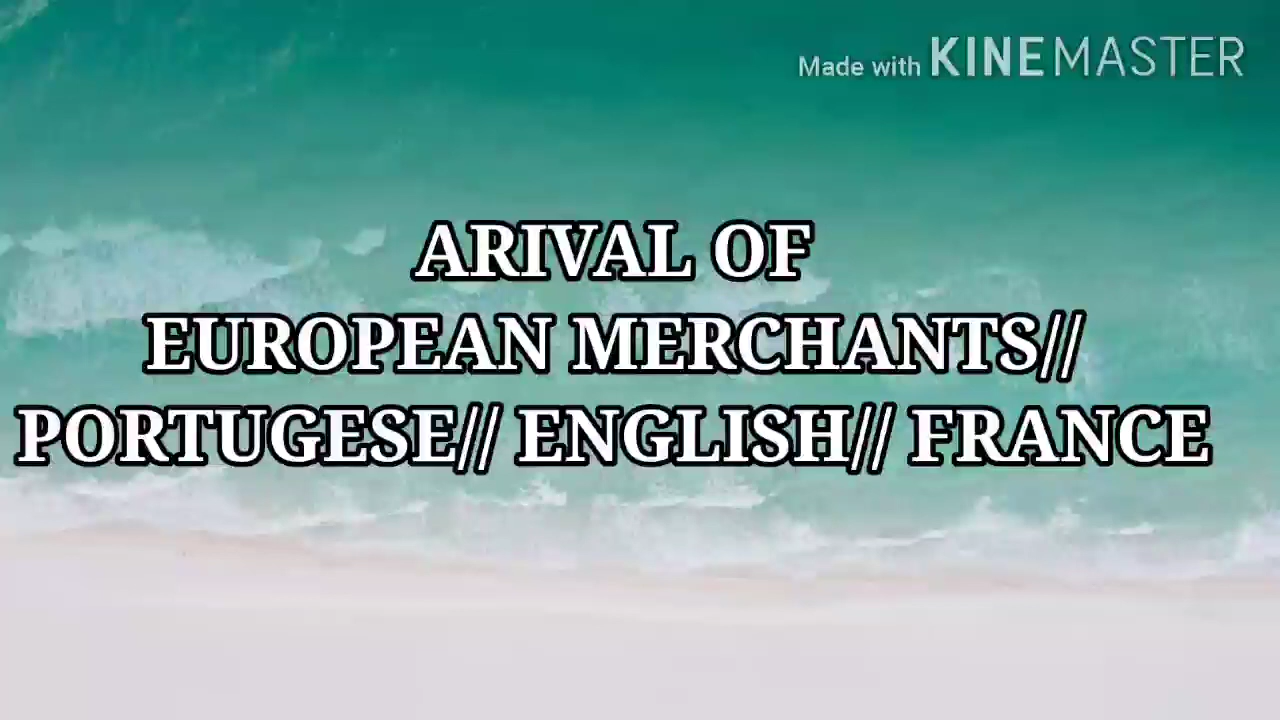 Made with KINEMASTER
ARIVAL OF
EUROPEAN MERCHANTS//
PORTUGESE// ENGLISH// FRANCE